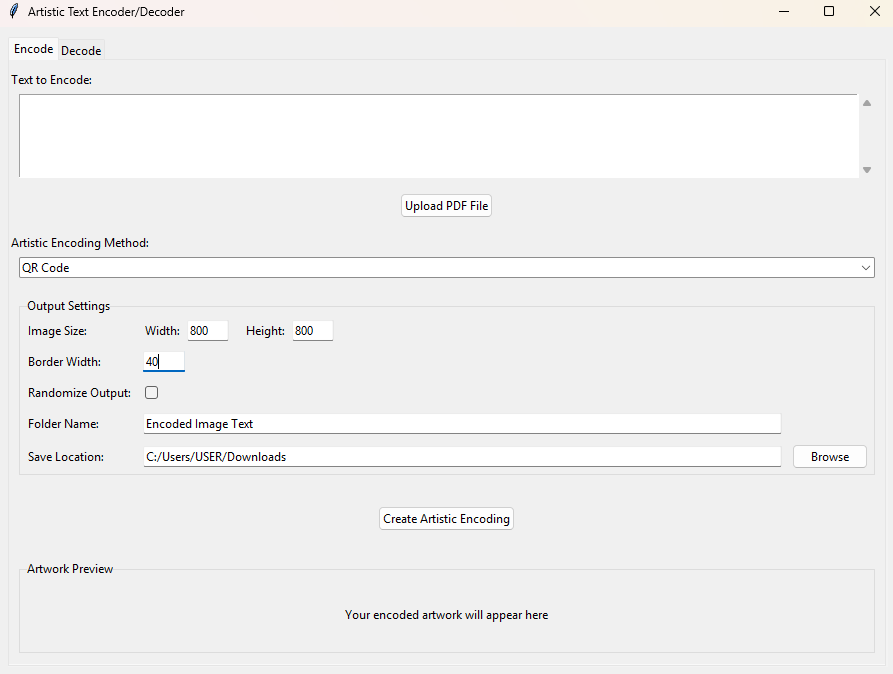 Artistic Text Encoder/Decoder
Encode Decode
Text to Encode:
Upload PDF File
Artistic Encoding Method:
QR Code
Output Settings
Image Size: Width: 800 Height: 800
Border Width: 40
Randomize Output:
Folder Name: Encoded Image Text
Save Location: C:/Users/USER/Downloads Browse
Create Artistic Encoding
Artwork Preview
Your encoded artwork will appear here